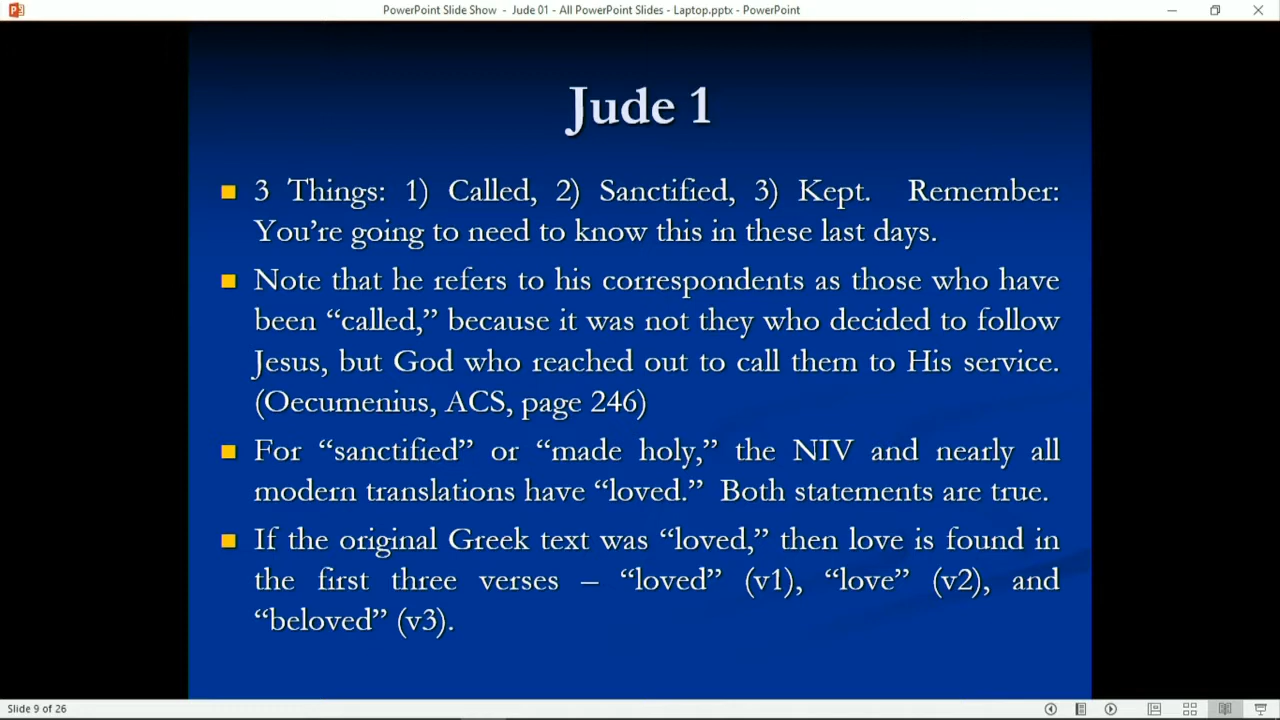 PowerPoint Slide Show - Jude 01 - All PowerPoint Slides - Laptop.pptx - PowerPoint
Jude 1
3 Things: 1) Called, 2) Sanctified, 3) Kept. Remember:
You’re going to need to know this in these last days.
Note that he refers to his correspondents as those who have
been “called,” because it was not they who decided to follow
Jesus, but God who reached out to call them to His service.
(Oecumenius, ACS, page 246)
For “sanctified” or “made holy,” the NIV and nearly all
modern translations have “loved.” Both statements are true.
If the original Greek text was “loved,” then love is found in
the first three verses – “loved” (v1), “love” (v2), and
“beloved” (v3).
Slide 9 of 26